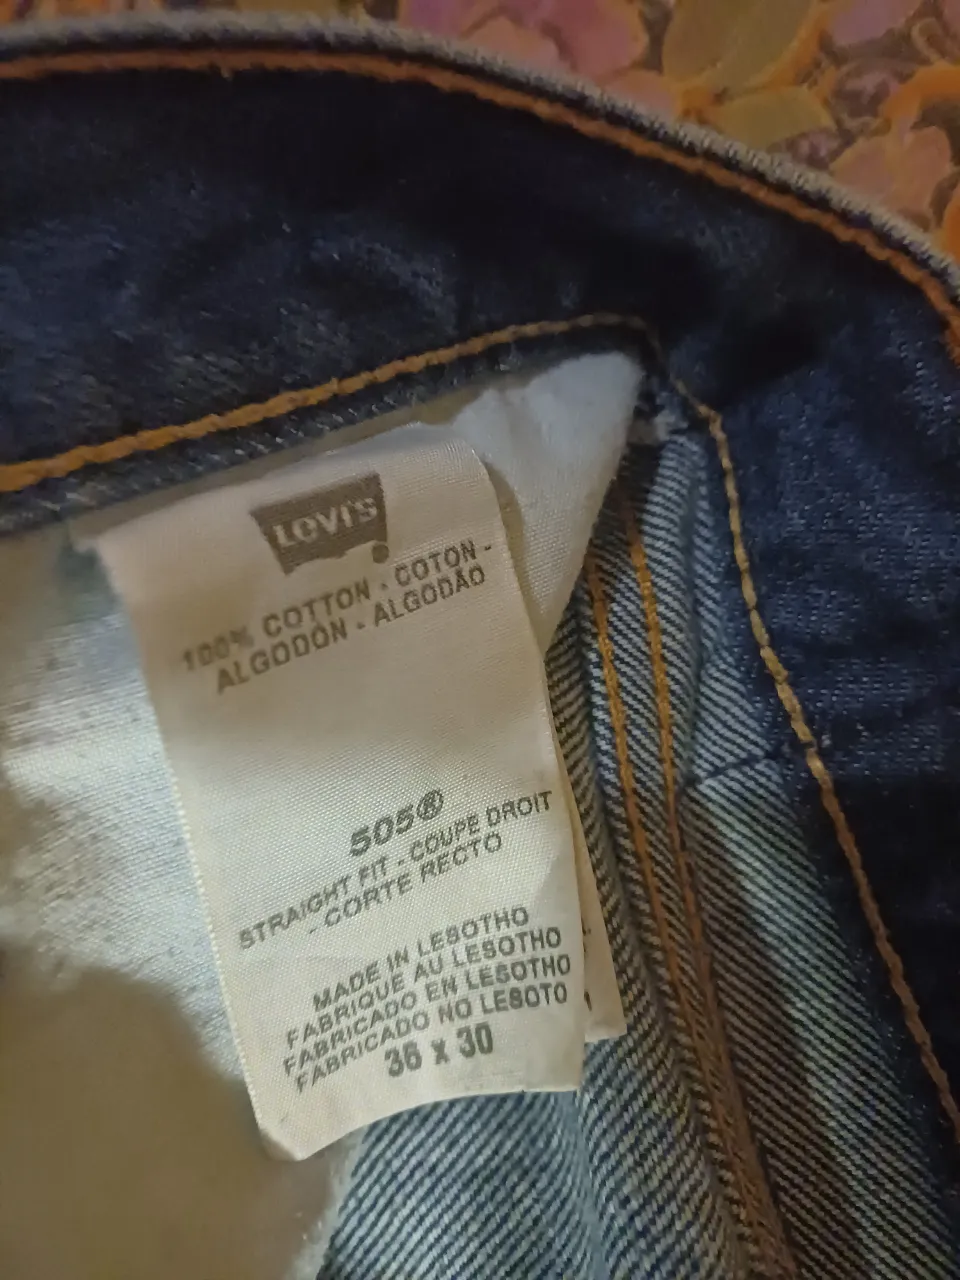 LEVI'S
100% COTTON - COTON -
ALGODÓN - ALGODÃO
505®
STRAIGHT FIT - COUPE DROIT
- CORTE RECTO
MADE IN LESOTHO
FABRIQUE AU LESOTHO
FABRICADO EN LESOTHO
FABRICADO NO LESOTO
36 X 30